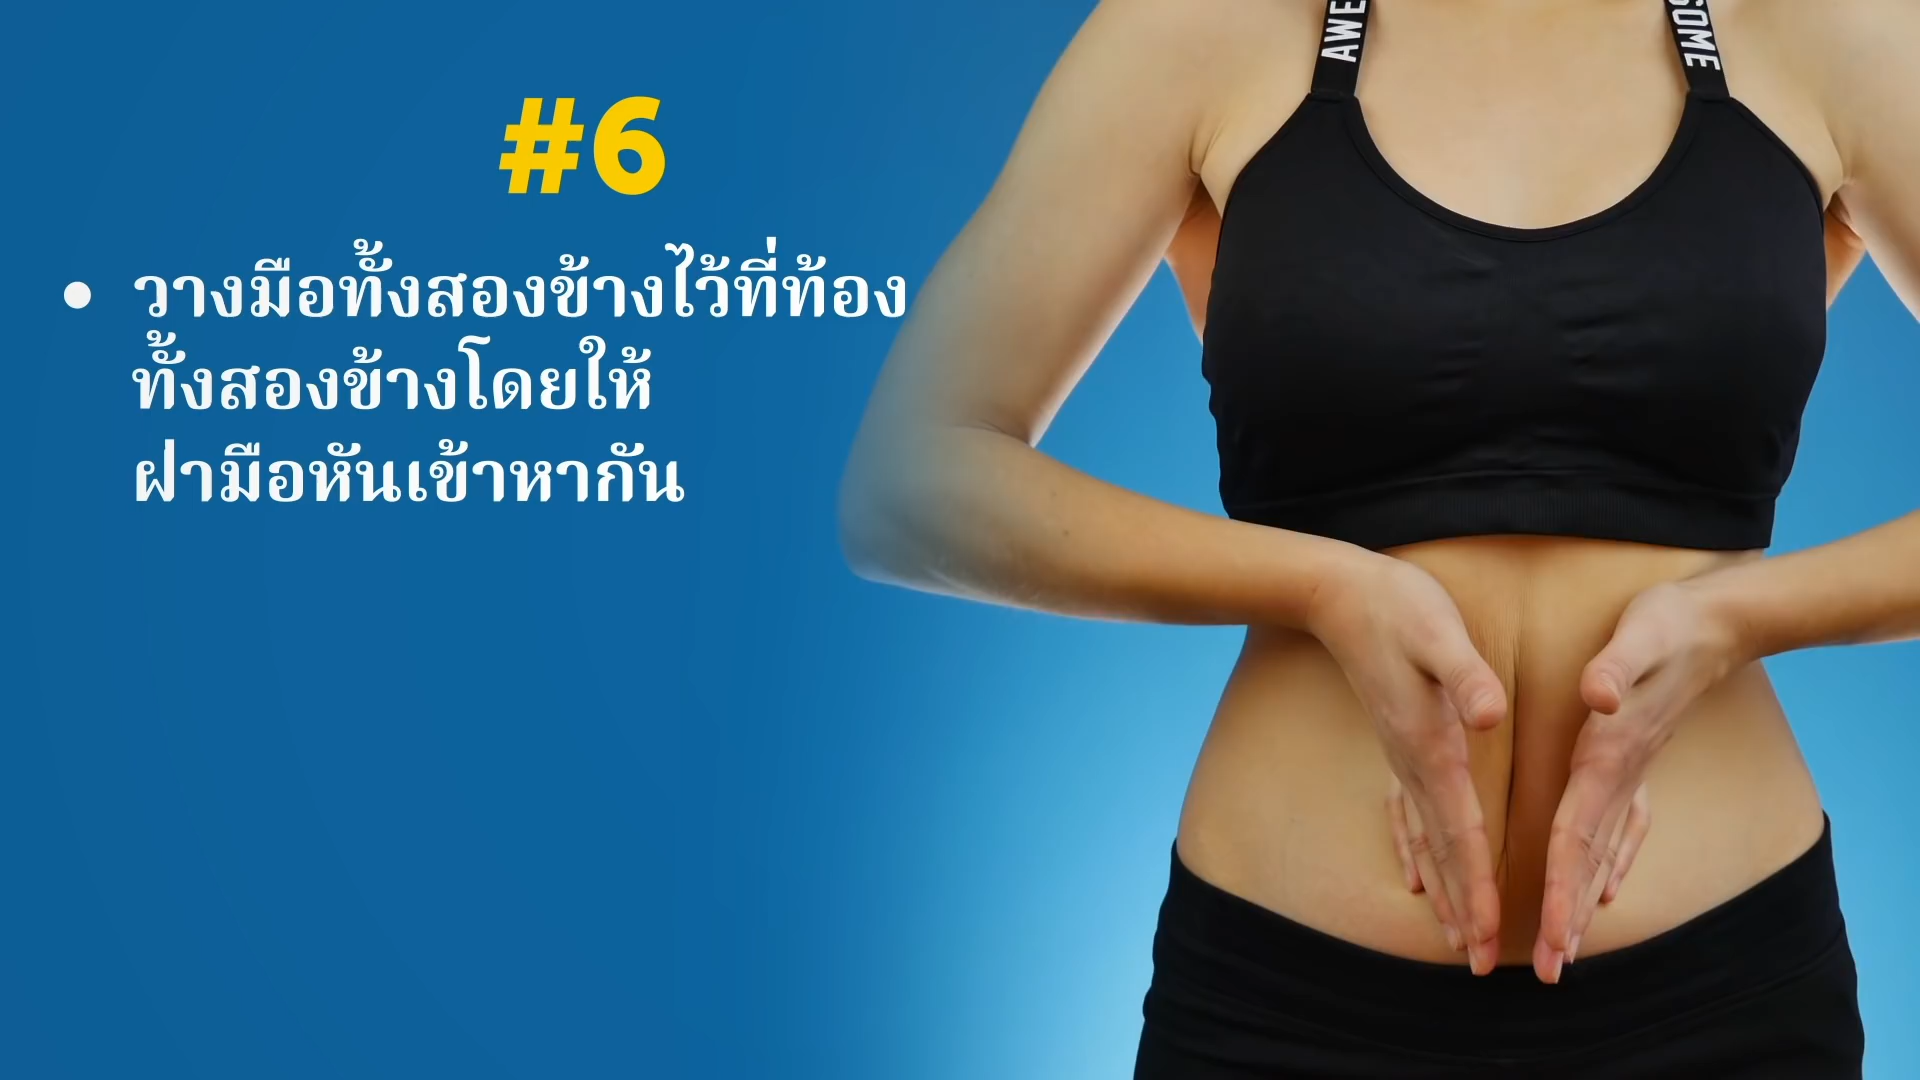 #6
• วางมือทั้งสองข้างไว้ที่ท้อง
ทั้งสองข้างโดยให้
ฝ่ามือหันเข้าหากัน
AWE
SOME